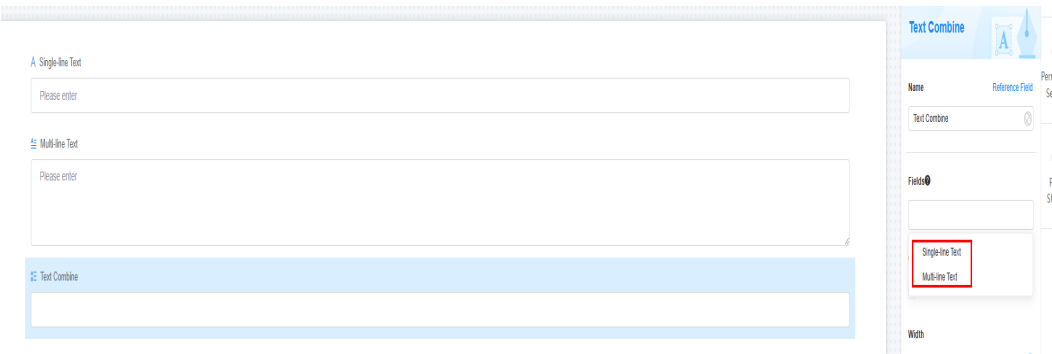 Single-line Text
Please enter
Multi-line Text
Please enter
Text Combine
Text Combine
Name
Reference Field
Text Combine
Fields
Single-line Text
Multi-line Text
Width